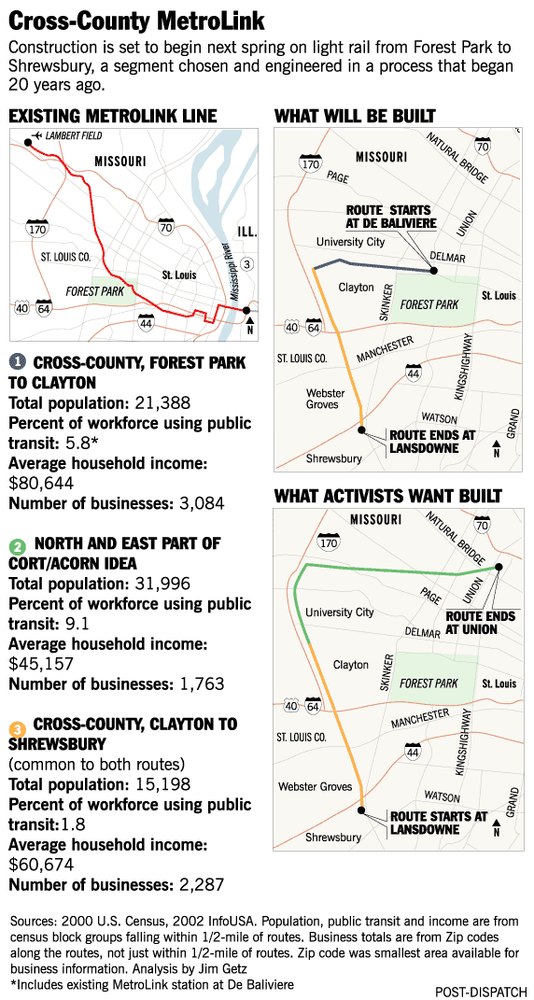 Cross-County MetroLink
Construction is set to begin next spring on light rail from Forest Park to
Shrewsbury, a segment chosen and engineered in a process that began
20 years ago.
EXISTING METROLINK LINE
LAMBERT FIELD
MISSOURI
170
70
ILL.
ST. LOUIS CO.
St. Louis
Mississippi River
3
FOREST PARK
40
64
44
N
1 CROSS-COUNTY, FOREST PARK
TO CLAYTON
Total population: 21,388
Percent of workforce using public
transit: 5.8*
Average household income:
$80,644
Number of businesses: 3,084
2 NORTH AND EAST PART OF
CORT/ACORN IDEA
Total population: 31,996
Percent of workforce using public
transit: 9.1
Average household income:
$45,157
Number of businesses: 1,763
3 CROSS-COUNTY, CLAYTON TO
SHREWSBURY
(common to both routes)
Total population: 15,198
Percent of workforce using public
transit:1.8
Average household income:
$60,674
Number of businesses: 2,287
WHAT WILL BE BUILT
MISSOURI
NATURAL BRIDGE
70
170
PAGE
ROUTE STARTS
AT DE BALIVIERE
UNION
University City
DELMAR
Clayton
SKINKER
FOREST PARK
St. Louis
40
64
ST. LOUIS CO.
MANCHESTER
44
KINGSHIGHWAY
Webster
Groves
WATSON
GRAND
ROUTE ENDS AT
LANSDOWNE
N
Shrewsbury
WHAT ACTIVISTS WANT BUILT
MISSOURI
NATURAL BRIDGE
70
170
PAGE
UNION
University City
ROUTE ENDS
AT UNION
DELMAR
Clayton
SKINKER
FOREST PARK
St. Louis
40
64
MANCHESTER
ST. LOUIS CO.
44
KINGSHIGHWAY
Webster Groves
WATSON
GRAND
ROUTE STARTS AT
LANSDOWNE
N
Shrewsbury
Sources: 2000 U.S. Census, 2002 InfoUSA. Population, public transit and income are from
census block groups falling within 1/2-mile of routes. Business totals are from Zip codes
along the routes, not just within 1/2-mile of routes. Zip code was smallest area available for
business information. Analysis by Jim Getz
*Includes existing MetroLink station at De Baliviere
POST-DISPATCH